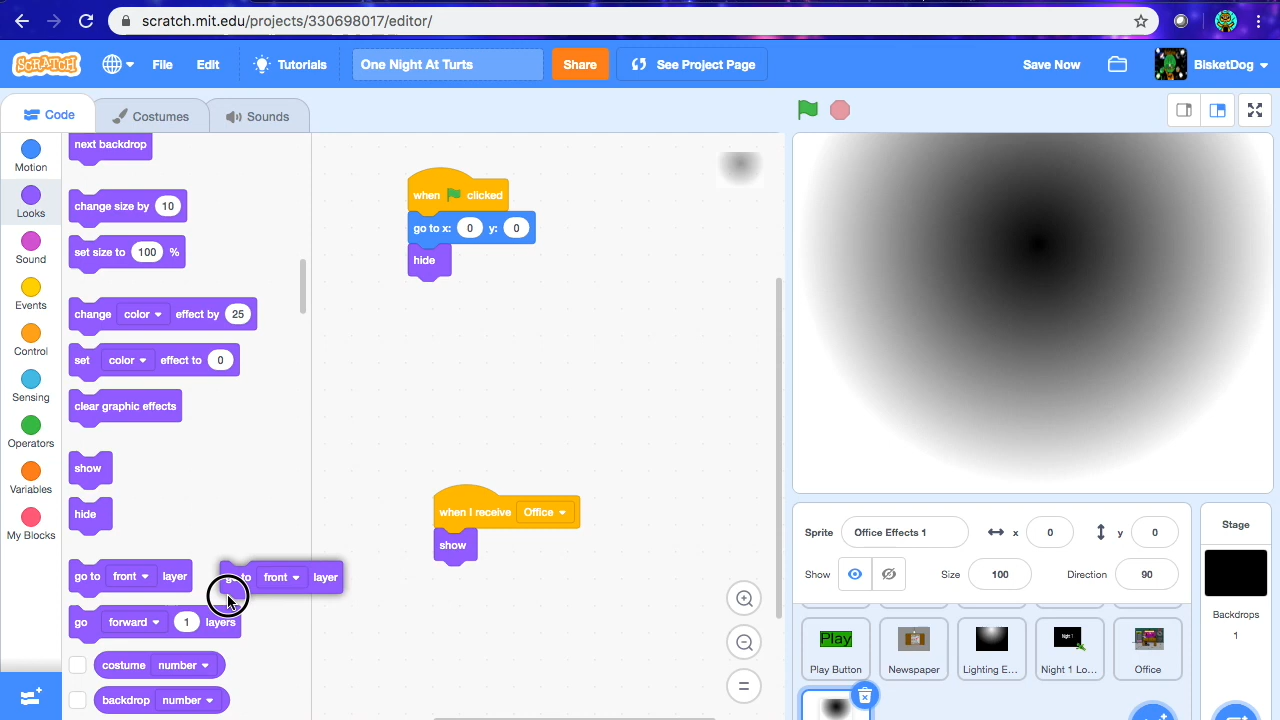 scratch.mit.edu/projects/330698017/editor/
SCRATCH
File
Edit
Tutorials
One Night At Turts
Share
See Project Page
Save Now
BisketDog
Code
Costumes
Sounds
Motion
Looks
Sound
Events
Control
Sensing
Operators
Variables
My Blocks
next backdrop
change size by 10
set size to 100 %
change color effect by 25
set color effect to 0
clear graphic effects
show
hide
go to front layer
go forward 1 layers
costume number
backdrop number
to front layer
when clicked
go to x: 0 y: 0
hide
when I receive Office
show
Sprite Office Effects 1 x 0 y 0
Show Size 100 Direction 90
Play
Night 1
Play Button
Newspaper
Lighting E...
Night 1 Lo...
Office
Stage
Backdrops
1